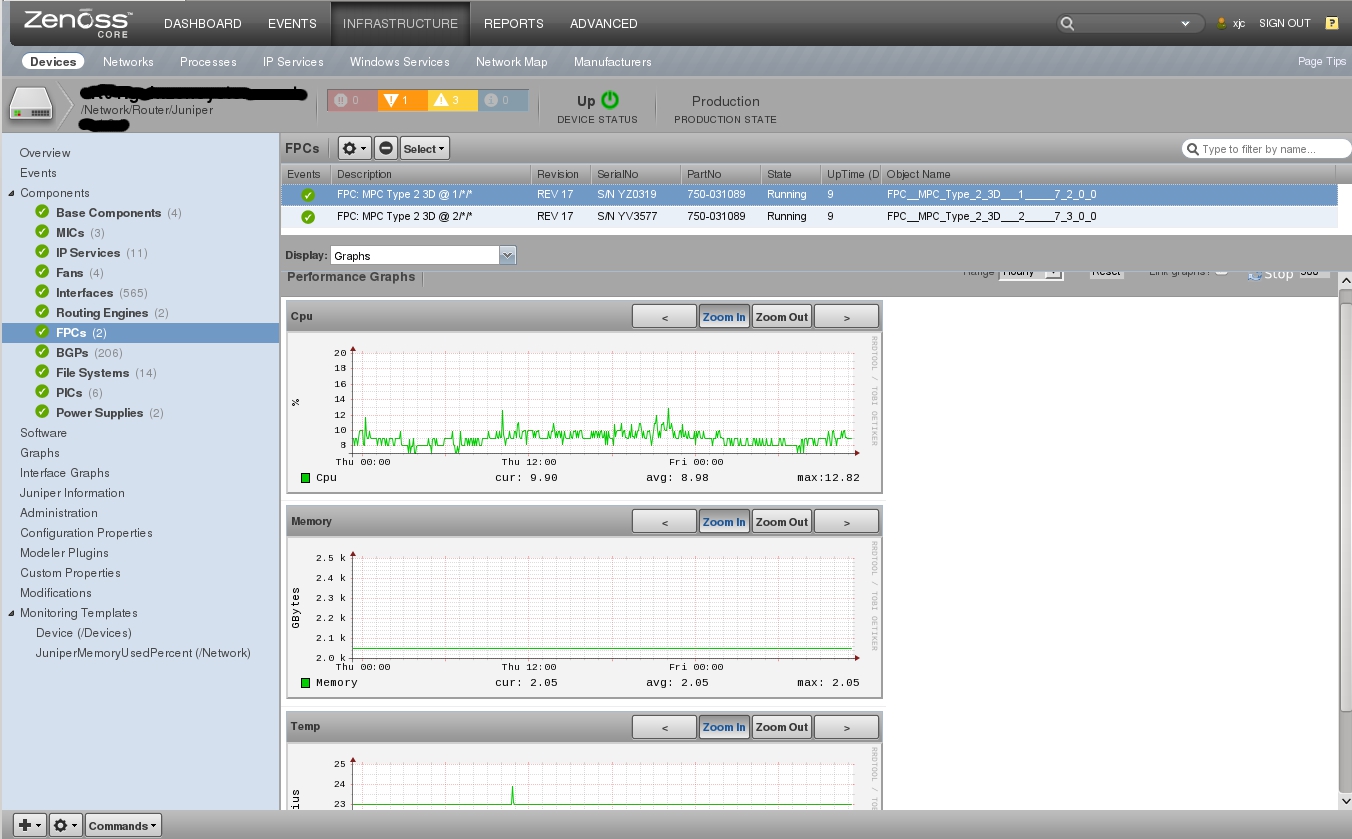 Zenoss CORE DASHBOARD EVENTS INFRASTRUCTURE REPORTS ADVANCED xjc SIGN OUT ?
Devices Networks Processes IP Services Windows Services Network Map Manufacturers Page Tips
/Network/Router/Juniper
0 1 3 0
Up
DEVICE STATUS
Production
PRODUCTION STATE
Overview
Events
Components
Base Components (4)
MICs (3)
IP Services (11)
Fans (4)
Interfaces (565)
Routing Engines (2)
FPCs (2)
BGPs (206)
File Systems (14)
PICs (6)
Power Supplies (2)
Software
Graphs
Interface Graphs
Juniper Information
Administration
Configuration Properties
Modeler Plugins
Custom Properties
Modifications
Monitoring Templates
Device (/Devices)
JuniperMemoryUsedPercent (/Network)
FPCs Select Type to filter by name...
Events Description Revision SerialNo PartNo State UpTime (D Object Name
FPC: MPC Type 2 3D @ 1/*/* REV 17 S/N YZ0319 750-031089 Running 9 FPC__MPC_Type_2_3D___1_____7_2_0_0
FPC: MPC Type 2 3D @ 2/*/* REV 17 S/N YV3577 750-031089 Running 9 FPC__MPC_Type_2_3D___2_____7_3_0_0
Display: Graphs
Performance Graphs Range Hourly Reset Link graphs? Stop 300
Cpu < Zoom In Zoom Out >
20
18
16
14
12
10
8
%
Thu 00:00 Thu 12:00 Fri 00:00
Cpu cur: 9.90 avg: 8.98 max:12.82
RRDTOOL / TOBI OETIKER
Memory < Zoom In Zoom Out >
2.5 k
2.4 k
2.3 k
2.2 k
2.1 k
2.0 k
GBytes
Thu 00:00 Thu 12:00 Fri 00:00
Memory cur: 2.05 avg: 2.05 max: 2.05
RRDTOOL / TOBI OETIKER
Temp < Zoom In Zoom Out >
25
24
23
ius
RRDTOOL / TOB
Commands